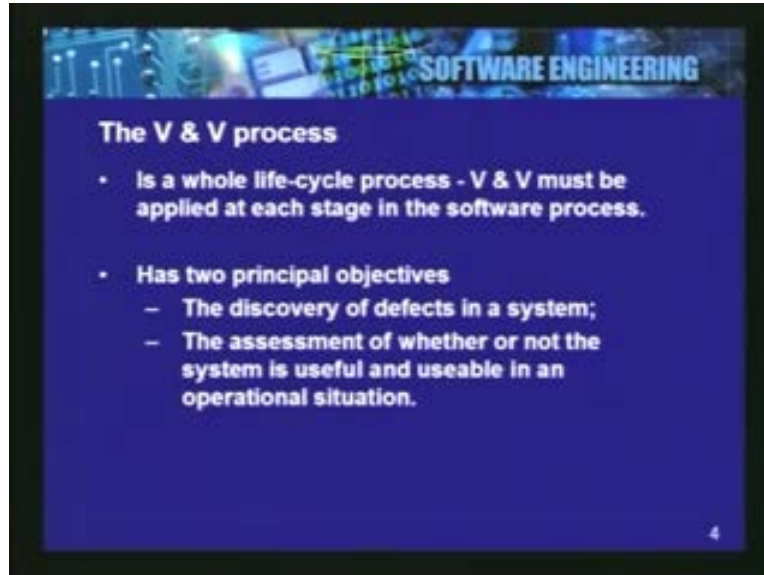 SOFTWARE ENGINEERING
The V & V process
• Is a whole life-cycle process - V & V must be
applied at each stage in the software process.
• Has two principal objectives
– The discovery of defects in a system;
– The assessment of whether or not the
system is useful and useable in an
operational situation.
4